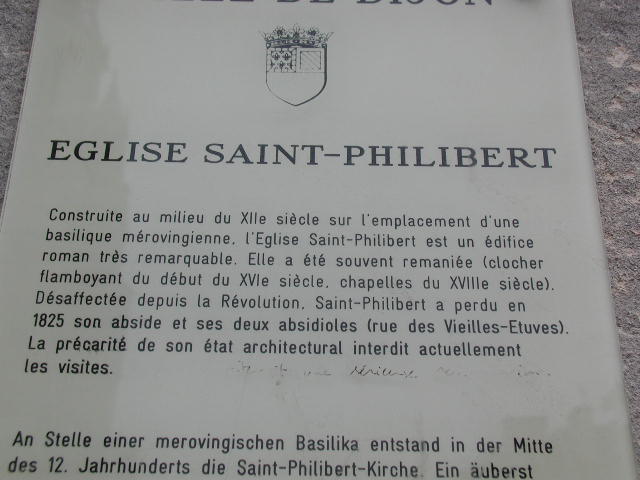 VILLE DE DIJON
EGLISE SAINT-PHILIBERT
Construite au milieu du XIIe siècle sur l'emplacement d'une
basilique mérovingienne, l'Eglise Saint-Philibert est un édifice
roman très remarquable. Elle a été souvent remaniée (clocher
flamboyant du début du XVIe siècle, chapelles du XVIIIe siècle).
Désaffectée depuis la Révolution, Saint-Philibert a perdu en
1825 son abside et ses deux absidioles (rue des Vieilles-Etuves).
La précarité de son état architectural interdit actuellement
les visites.
An Stelle einer merovingischen Basilika entstand in der Mitte
des 12. Jahrhunderts die Saint-Philibert-Kirche. Ein äuberst